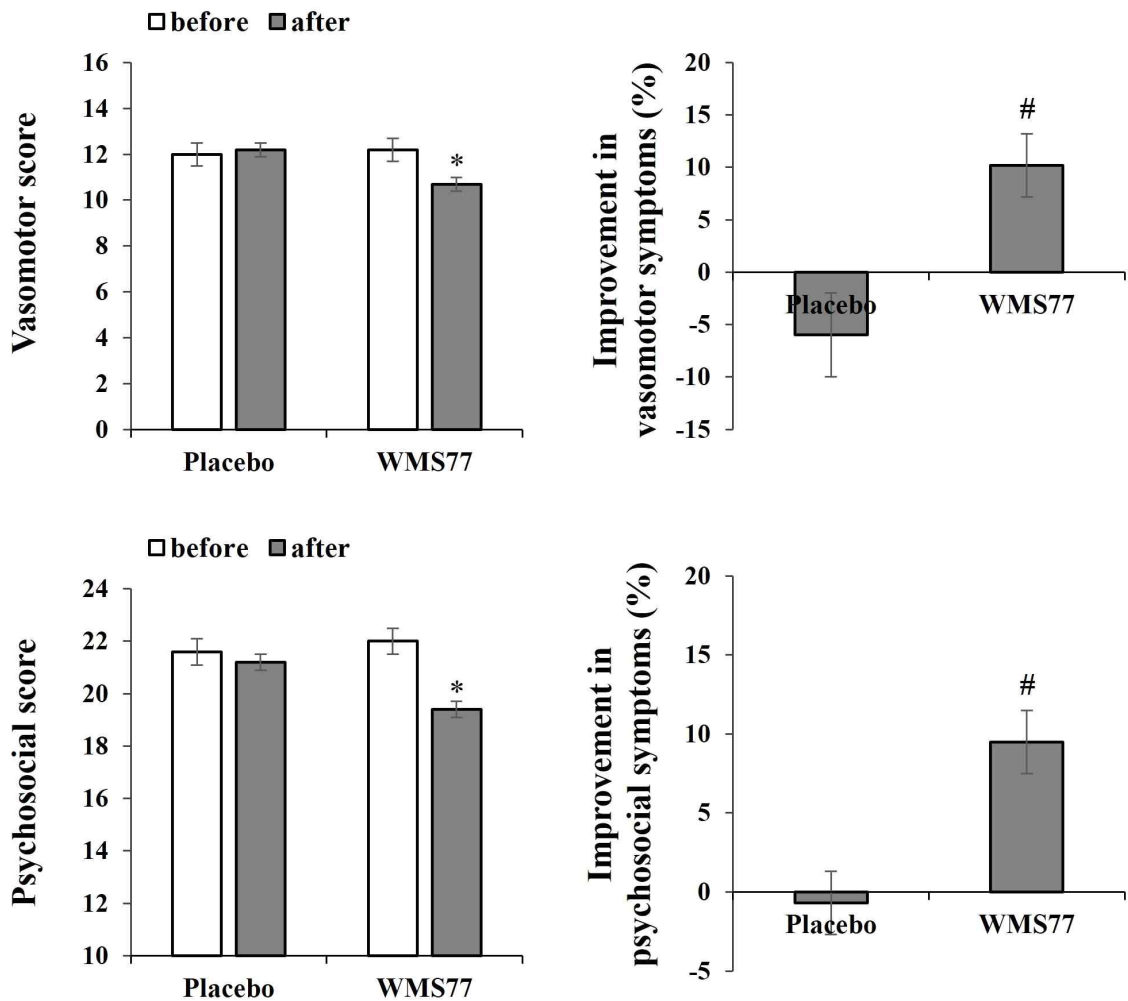 before after
Vasomotor score
16
14
12
10
8
6
4
2
0
*
Placebo WMS77
Improvement in
vasomotor symptoms (%)
20
15
10
5
0
-5
-10
-15
#
Placebo WMS77
before after
Psychosocial score
24
22
20
18
16
14
12
10
*
Placebo WMS77
Improvement in
psychosocial symptoms (%)
20
15
10
5
0
-5
#
Placebo WMS77